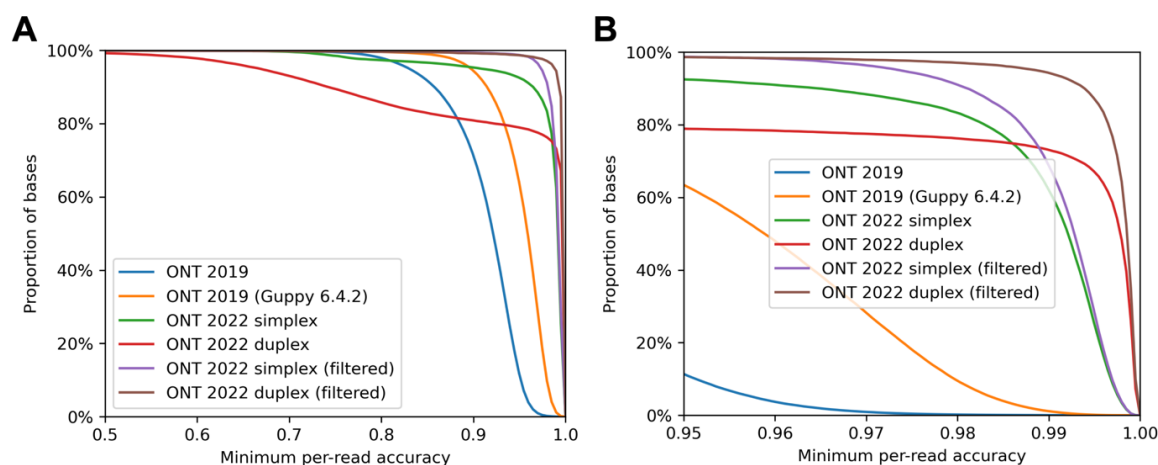 A
100%
80%
60%
40%
20%
0%
Proportion of bases
ONT 2019
ONT 2019 (Guppy 6.4.2)
ONT 2022 simplex
ONT 2022 duplex
ONT 2022 simplex (filtered)
ONT 2022 duplex (filtered)
0.5 0.6 0.7 0.8 0.9 1.0
Minimum per-read accuracy
B
100%
80%
60%
40%
20%
0%
Proportion of bases
ONT 2019
ONT 2019 (Guppy 6.4.2)
ONT 2022 simplex
ONT 2022 duplex
ONT 2022 simplex (filtered)
ONT 2022 duplex (filtered)
0.95 0.96 0.97 0.98 0.99 1.00
Minimum per-read accuracy